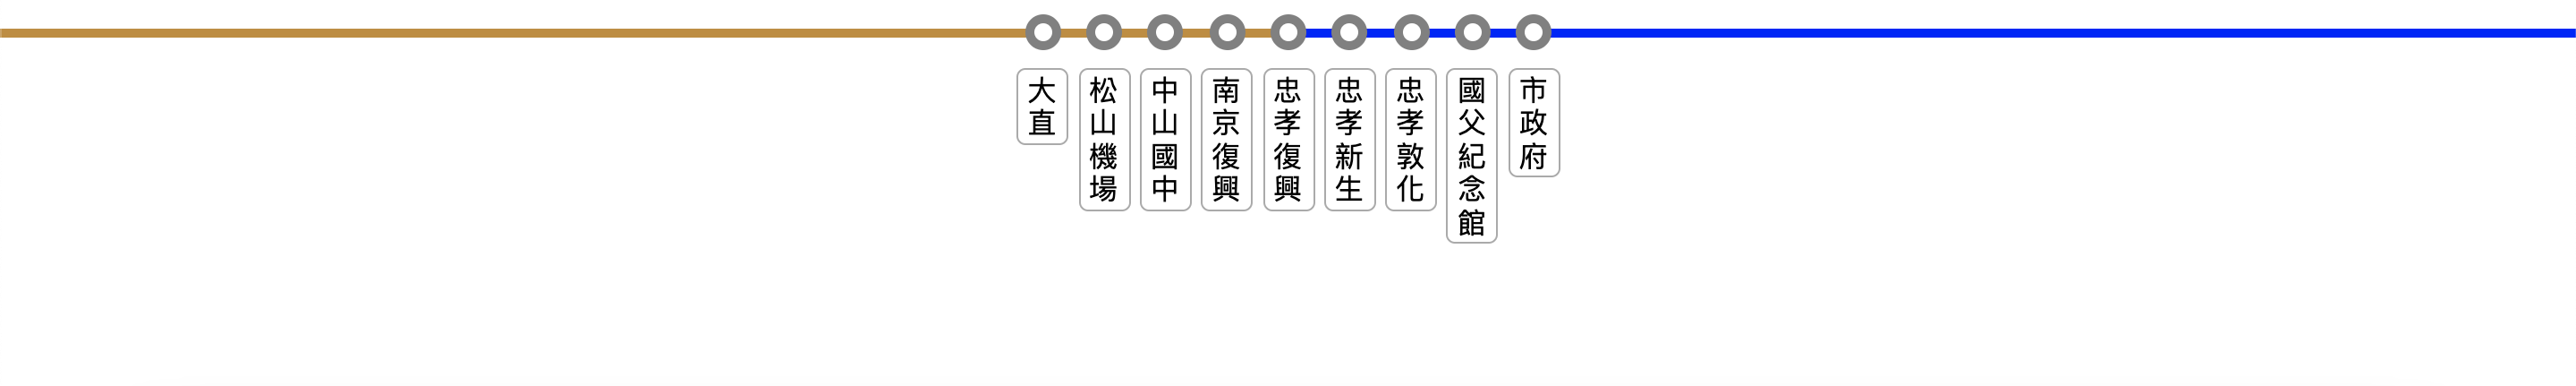 大直
松山機場
中山國中
南京復興
忠孝復興
忠孝新生
忠孝敦化
國父紀念館
市政府